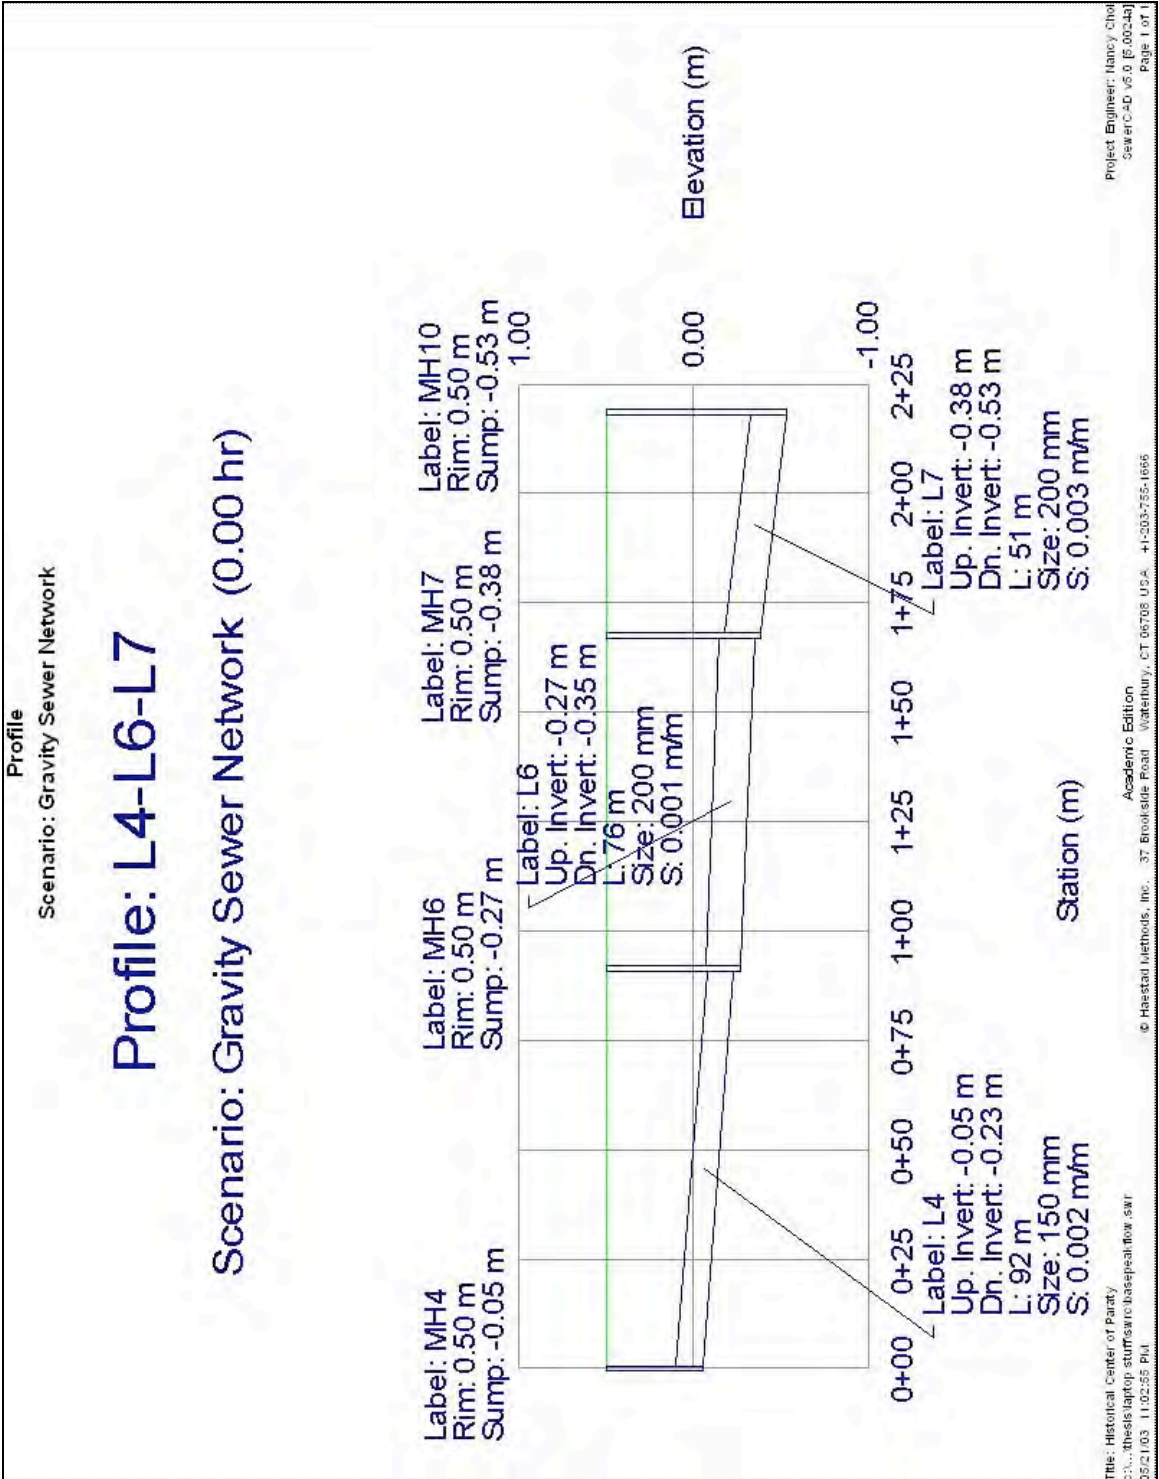 Profile
Scenario: Gravity Sewer Network
Profile: L4-L6-L7
Scenario: Gravity Sewer Network (0.00 hr)
Label: MH4
Rim: 0.50 m
Sump: -0.05 m
Label: MH6
Rim: 0.50 m
Sump: -0.27 m
Label: MH7
Rim: 0.50 m
Sump: -0.38 m
Label: MH10
Rim: 0.50 m
Sump: -0.53 m
Label: L6
Up. Invert: -0.27 m
Dn. Invert: -0.35 m
L: 76 m
Size: 200 mm
S: 0.001 m/m
1.00
0.00
-1.00
Elevation (m)
0+00
0+25
0+50
0+75
1+00
1+25
1+50
1+75
2+00
2+25
Label: L4
Up. Invert: -0.05 m
Dn. Invert: -0.23 m
L: 92 m
Size: 150 mm
S: 0.002 m/m
Label: L7
Up. Invert: -0.38 m
Dn. Invert: -0.53 m
L: 51 m
Size: 200 mm
S: 0.003 m/m
Station (m)
Title: Historical Center of Paraty
05/21/03 11:02:55 PM
Academic Edition
© Haestad Methods, Inc. 37 Brookside Road Waterbury, CT 06708 USA +1-203-755-1666
Project Engineer: Nancy Choi
SewerCAD v5.0 [5.0024a]
Page 1 of 1